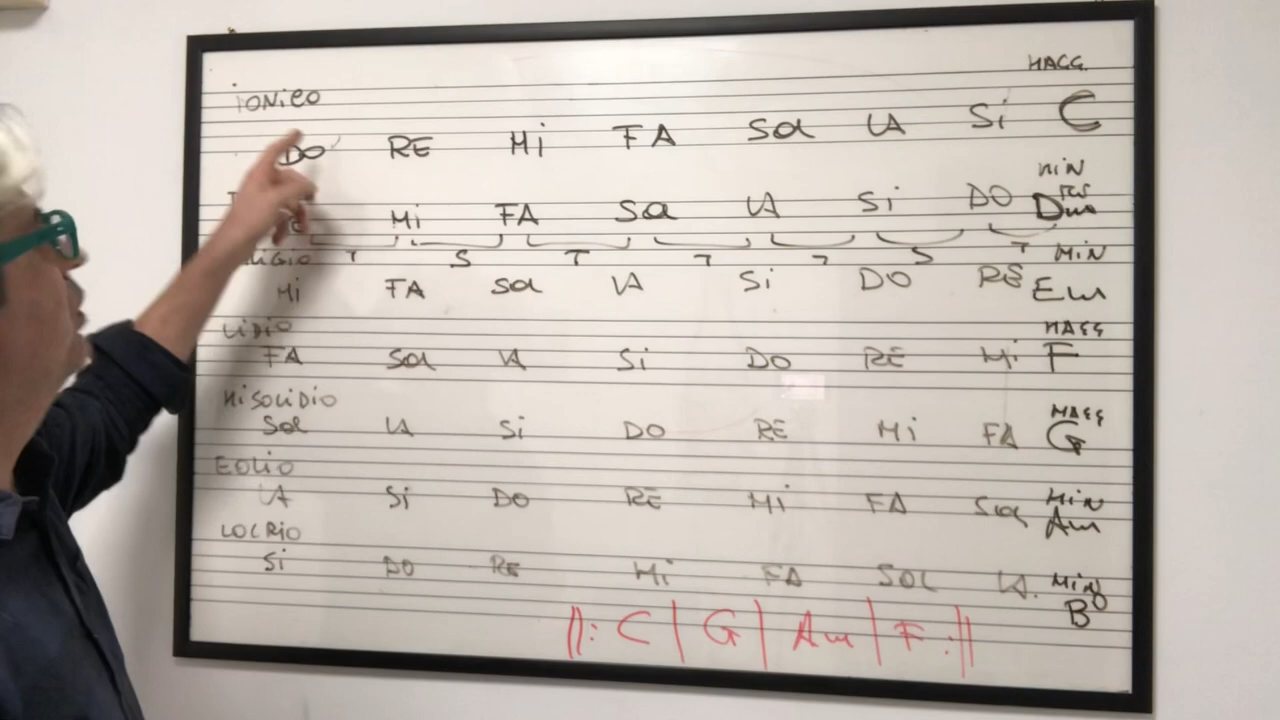 MAGG
iONiCO
DO RE Mi FA Sol LA Si C
MiN
Mi FA Sol LA Si DO Dm
T S T T T S T MiN
Mi FA Sol LA Si DO RE Em
LiDiO MAGG
FA Sol LA Si DO RE Mi F
MiSOLiDiO MAGG
Sol LA Si DO RE Mi FA G
EOLiO
LA Si DO RE Mi FA Sol MiN Am
LOCRiO
Si DO RE Mi FA SOL LA. MiN B
||: C | G | Am | F :||